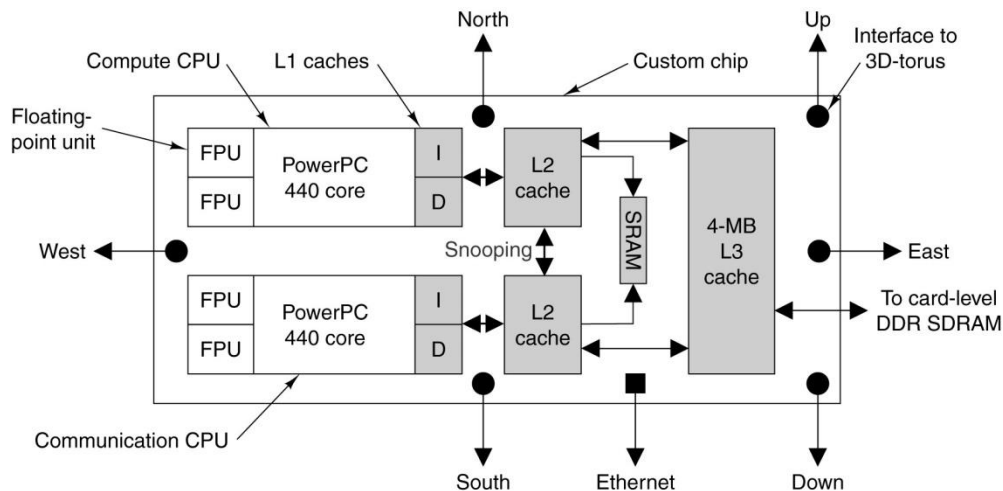 North
Up
Compute CPU
L1 caches
Custom chip
Interface to
3D-torus
Floating-
point unit
FPU
FPU
PowerPC
440 core
I
D
L2
cache
SRAM
4-MB
L3
cache
West
Snooping
East
FPU
FPU
PowerPC
440 core
I
D
L2
cache
To card-level
DDR SDRAM
Communication CPU
South
Ethernet
Down